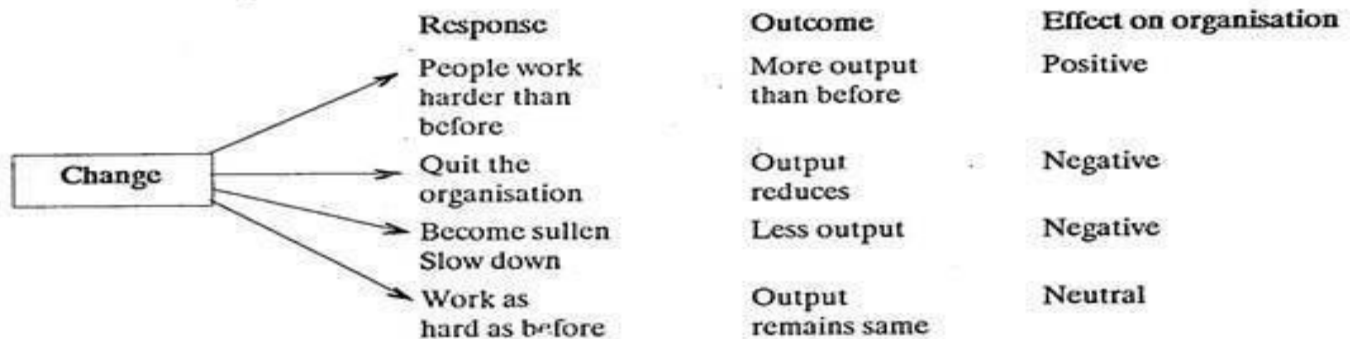 Response Outcome Effect on organisation
People work More output Positive
harder than than before
before
Change
Quit the Output Negative
organisation reduces
Become sullen Less output Negative
Slow down
Work as Output Neutral
hard as before remains same